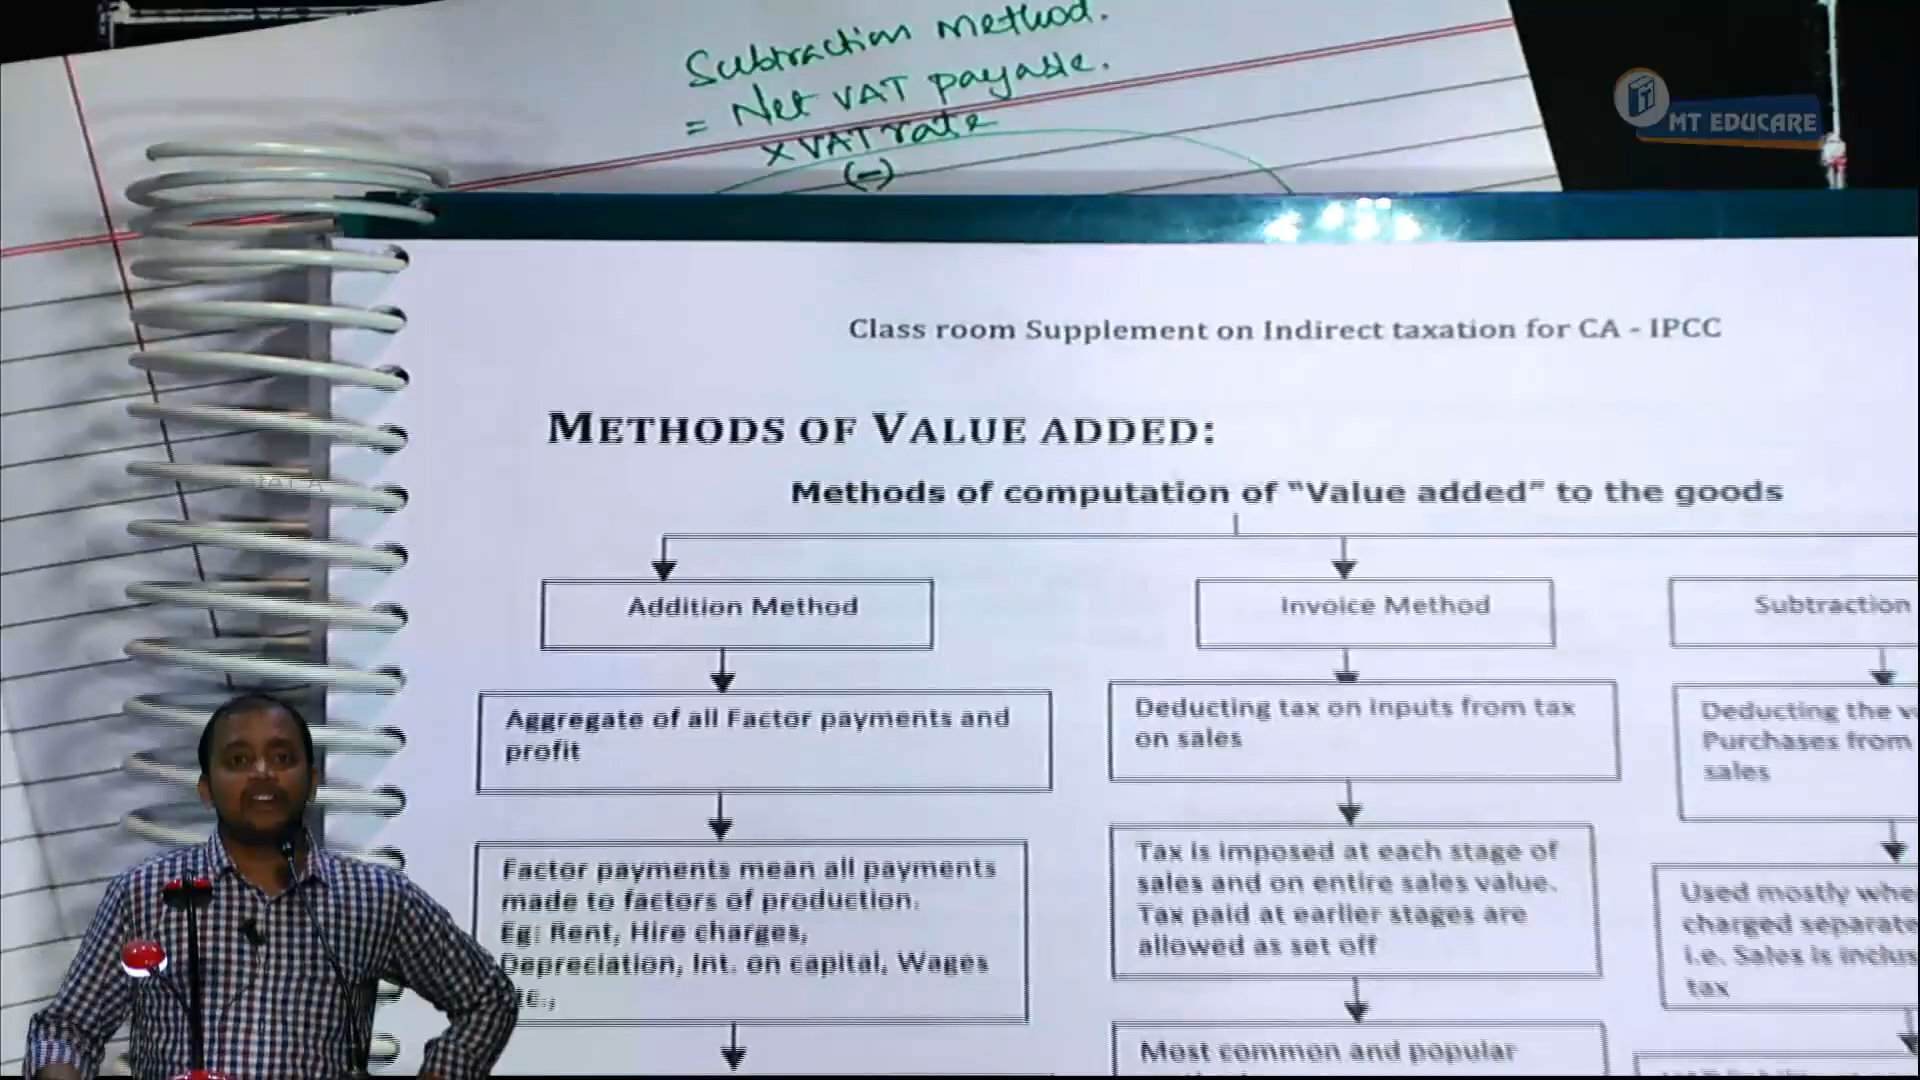 Subtraction Method.
= Net VAT payable.
x VAT rate
(-)
MT EDUCARE
Class room Supplement on Indirect taxation for CA - IPCC
METHODS OF VALUE ADDED:
Methods of computation of "Value added" to the goods
Addition Method
Aggregate of all Factor payments and
profit
Factor payments mean all payments
made to factors of production.
Eg: Rent, Hire charges,
Depreciation, Int. on capital, Wages
Invoice Method
Deducting tax on inputs from tax
on sales
Tax is imposed at each stage of
sales and on entire sales value.
Tax paid at earlier stages are
allowed as set off
Most common and popular
Subtraction
Deducting the
Purchases from
sales
Used mostly
charged
i.e. Sales is
tax